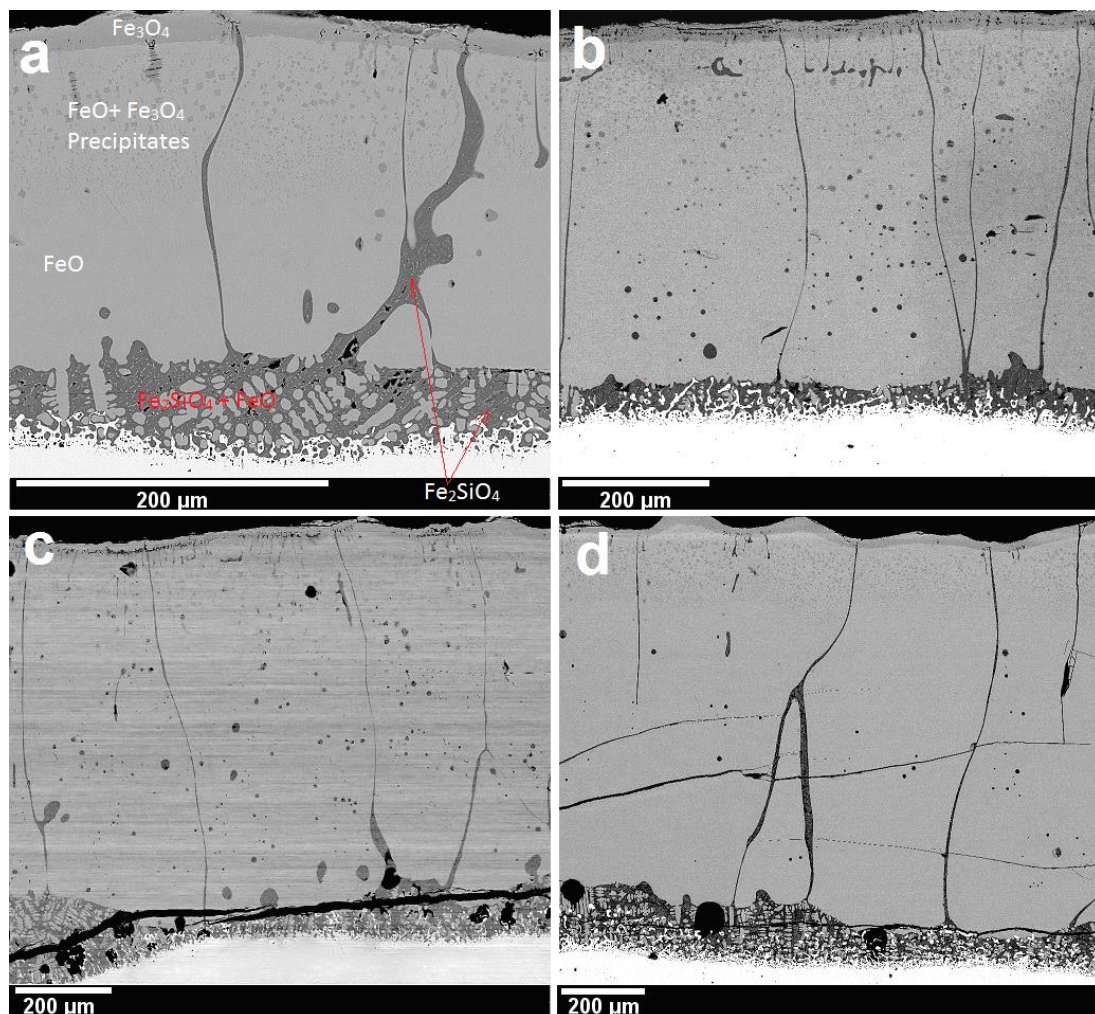 Fe₃O₄
a
FeO+ Fe₃O₄
Precipitates
FeO
Fe₂SiO₄ + FeO
Fe₂SiO₄
200 µm
b
200 µm
c
200 µm
d
200 µm